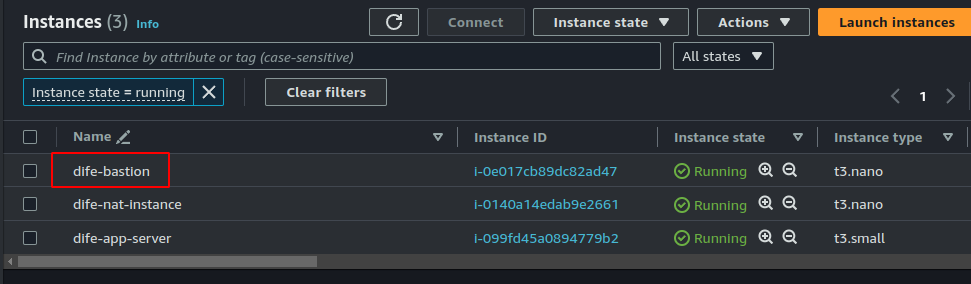 Instances (3) Info Connect Instance state Actions Launch instances
Find Instance by attribute or tag (case-sensitive) All states
Instance state = running Clear filters 1
Name Instance ID Instance state Instance type
dife-bastion i-0e017cb89dc82ad47 Running t3.nano
dife-nat-instance i-0140a14edab9e2661 Running t3.nano
dife-app-server i-099fd45a0894779b2 Running t3.small